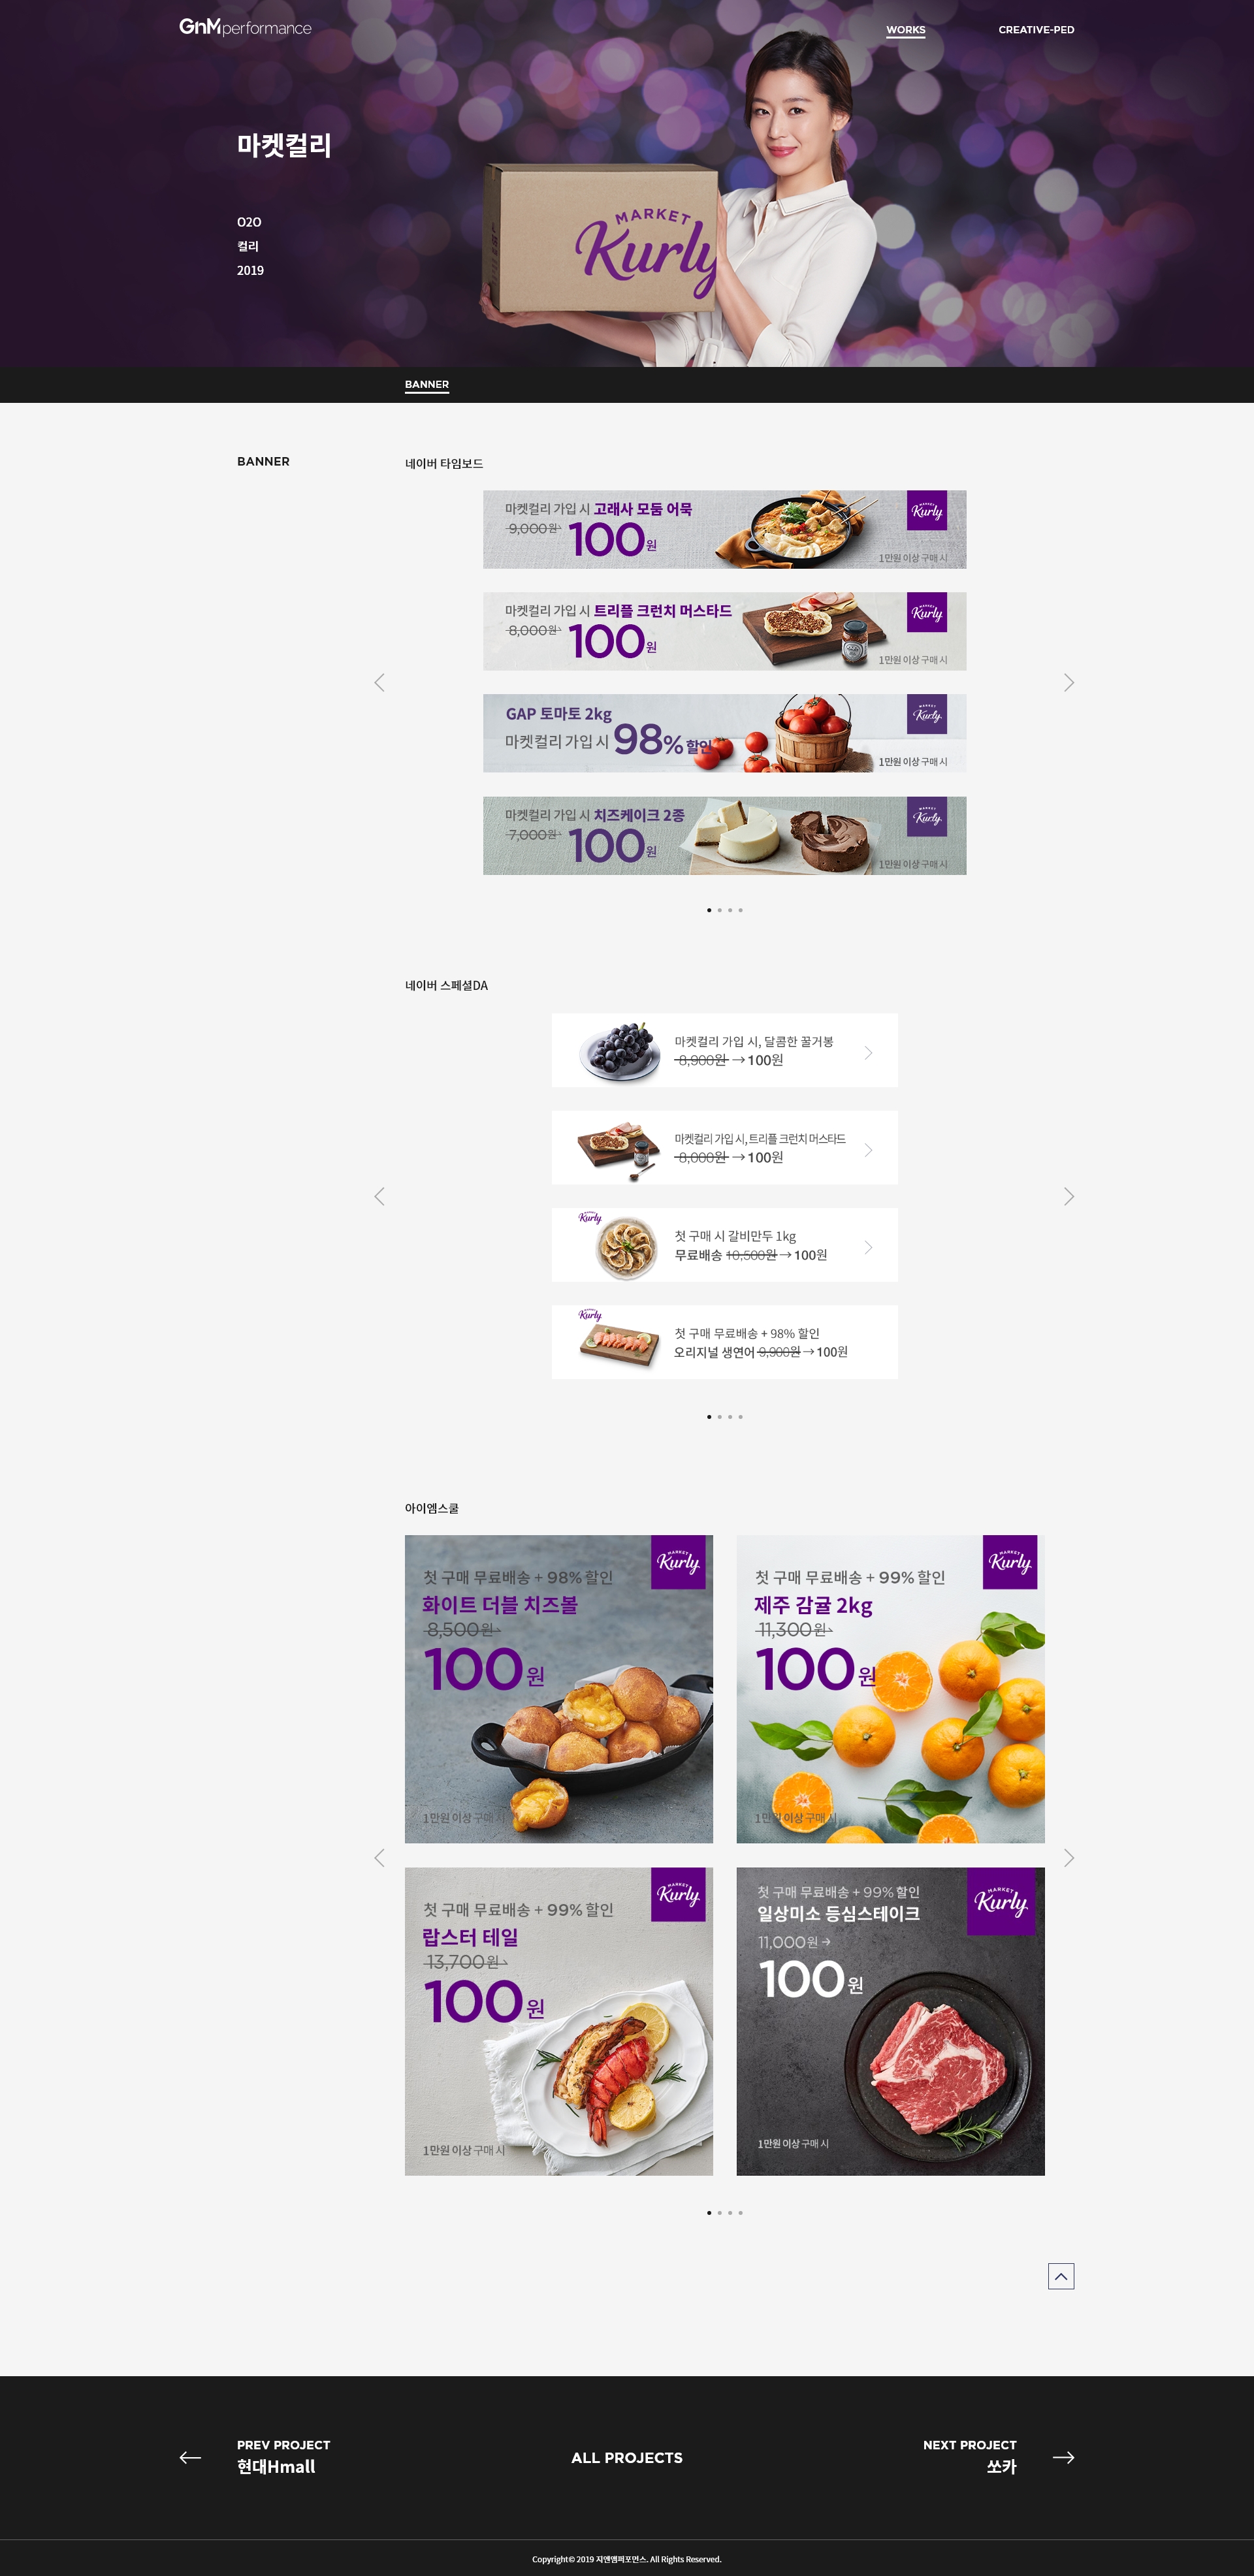 GnMperformance
WORKS
CREATIVE-PED
마켓컬리
O2O
컬리
2019
MARKET
Kurly
BANNER
BANNER
네이버 타임보드
마켓컬리 가입 시 고래사 모둠 어묵
9,000원
100원
MARKET
Kurly
1만원 이상 구매 시
마켓컬리 가입 시 트리플 크런치 머스타드
8,000원
100원
MARKET
Kurly
1만원 이상 구매 시
GAP 토마토 2kg
마켓컬리 가입 시 98% 할인
MARKET
Kurly
1만원 이상 구매 시
마켓컬리 가입 시 치즈케이크 2종
7,000원
100원
MARKET
Kurly
1만원 이상 구매 시
네이버 스페셜DA
마켓컬리 가입 시, 달콤한 꿀거봉
8,900원 → 100원
마켓컬리 가입 시, 트리플 크런치 머스타드
8,000원 → 100원
Kurly
첫 구매 시 갈비만두 1kg
무료배송 10,500원 → 100원
Kurly
첫 구매 무료배송 + 98% 할인
오리지널 생연어 9,900원 → 100원
아이엠스쿨
MARKET
Kurly
첫 구매 무료배송 + 98% 할인
화이트 더블 치즈볼
8,500원
100원
1만원 이상 구매 시
MARKET
Kurly
첫 구매 무료배송 + 99% 할인
제주 감귤 2kg
11,300원
100원
1만원 이상 구매 시
MARKET
Kurly
첫 구매 무료배송 + 99% 할인
랍스터 테일
13,700원
100원
1만원 이상 구매 시
MARKET
Kurly
첫 구매 무료배송 + 99% 할인
일상미소 등심스테이크
11,000원 →
100원
1만원 이상 구매 시
PREV PROJECT
현대Hmall
ALL PROJECTS
NEXT PROJECT
쏘카
Copyright© 2019 지앤엠퍼포먼스. All Rights Reserved.